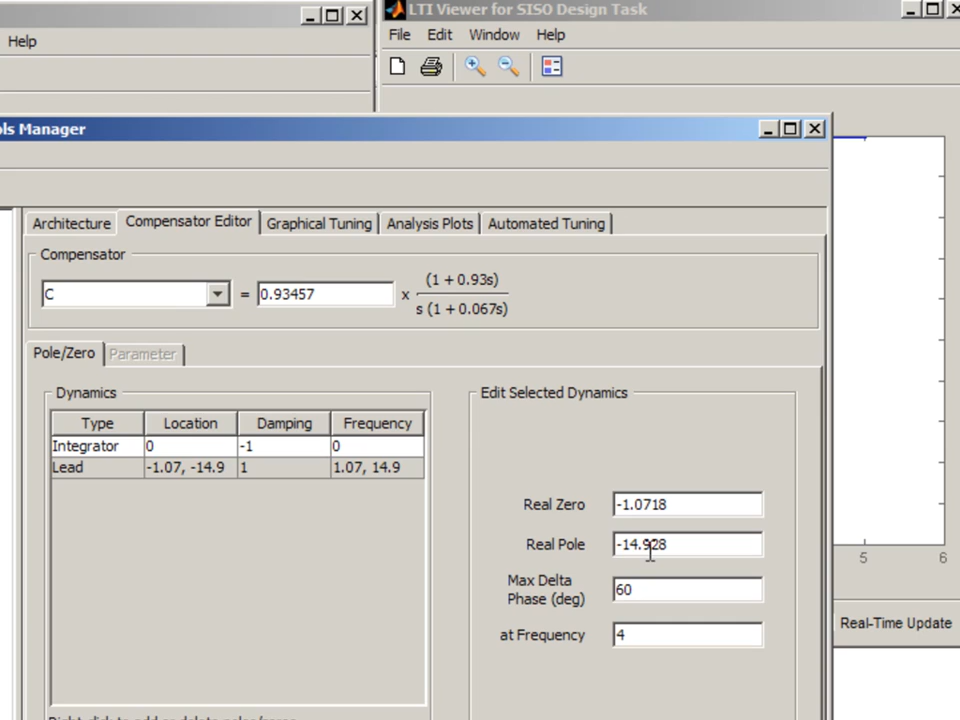 LTI Viewer for SISO Design Task
Help
File Edit Window Help
ols Manager
Architecture Compensator Editor Graphical Tuning Analysis Plots Automated Tuning
Compensator
C = 0.93457 x (1 + 0.93s)
s (1 + 0.067s)
Pole/Zero Parameter
Dynamics
Type Location Damping Frequency
Integrator 0 -1 0
Lead -1.07, -14.9 1 1.07, 14.9
Edit Selected Dynamics
Real Zero -1.0718
Real Pole -14.928
Max Delta
Phase (deg) 60
at Frequency 4
5 6
Real-Time Update